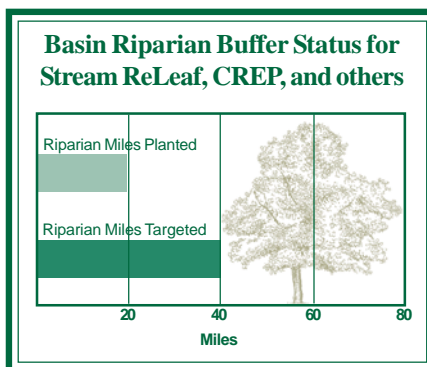 Basin Riparian Buffer Status for
Stream ReLeaf, CREP, and others
Riparian Miles Planted
Riparian Miles Targeted
20 40 60 80
Miles